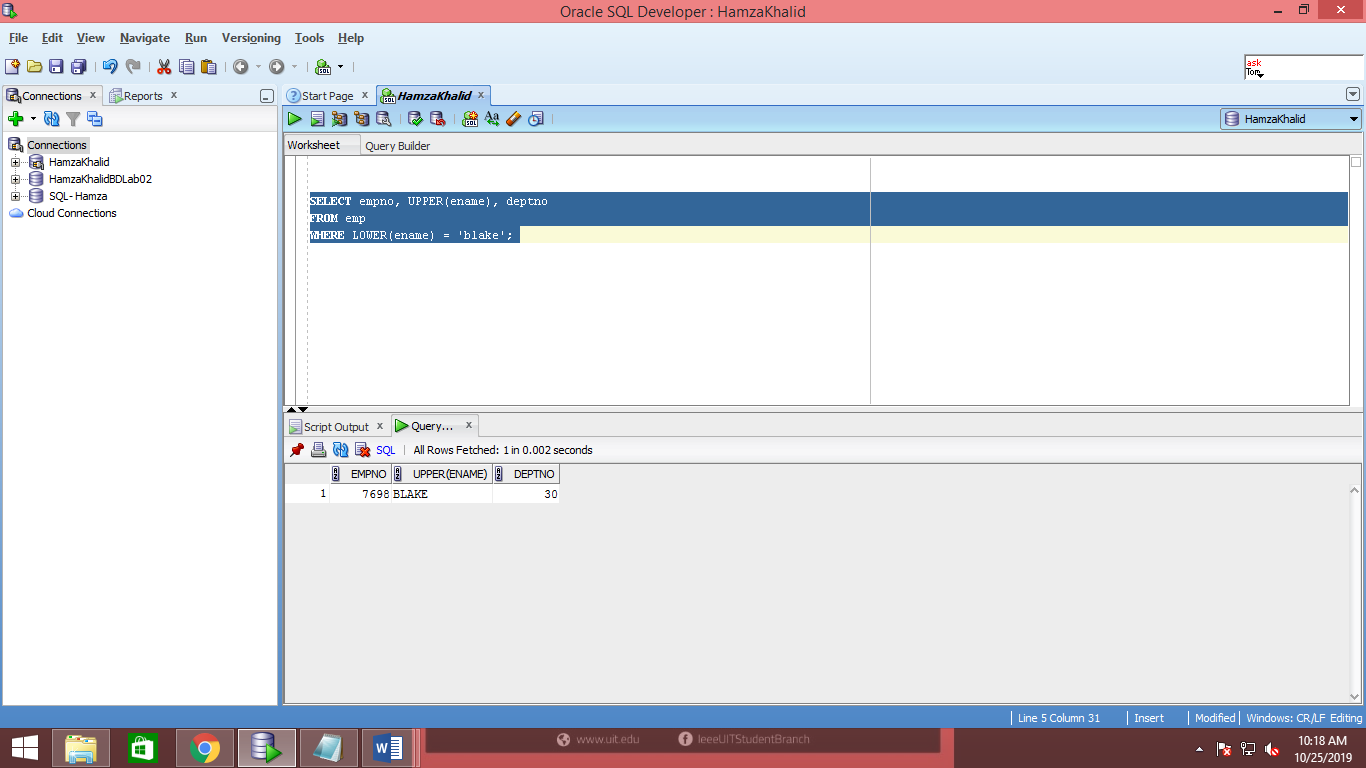 Oracle SQL Developer : HamzaKhalid
File Edit View Navigate Run Versioning Tools Help
ask
Tom
Connections x Reports x
Start Page x HamzaKhalid x
HamzaKhalid
Connections
HamzaKhalid
HamzaKhalidBDLab02
SQL- Hamza
Cloud Connections
Worksheet Query Builder
SELECT empno, UPPER(ename), deptno
FROM emp
WHERE LOWER(ename) = 'blake';
Script Output x Query... x
SQL | All Rows Fetched: 1 in 0.002 seconds
EMPNO UPPER(ENAME) DEPTNO
1 7698 BLAKE 30
Line 5 Column 31 Insert Modified Windows: CR/LF Editing
www.uit.edu IeeeUITStudentBranch
10:18 AM
10/25/2019